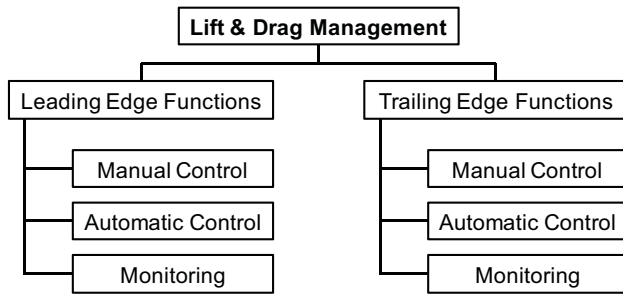 Lift & Drag Management
Leading Edge Functions
Manual Control
Automatic Control
Monitoring
Trailing Edge Functions
Manual Control
Automatic Control
Monitoring